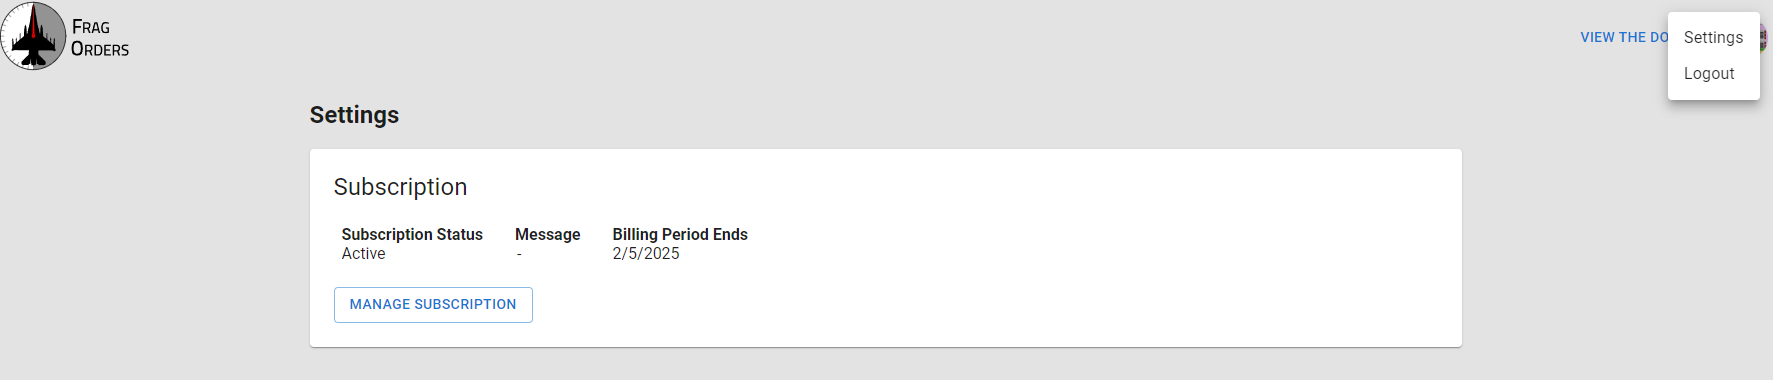 FRAG
ORDERS
VIEW THE DO
Settings
Logout
Settings
Subscription
Subscription Status Message Billing Period Ends
Active - 2/5/2025
MANAGE SUBSCRIPTION